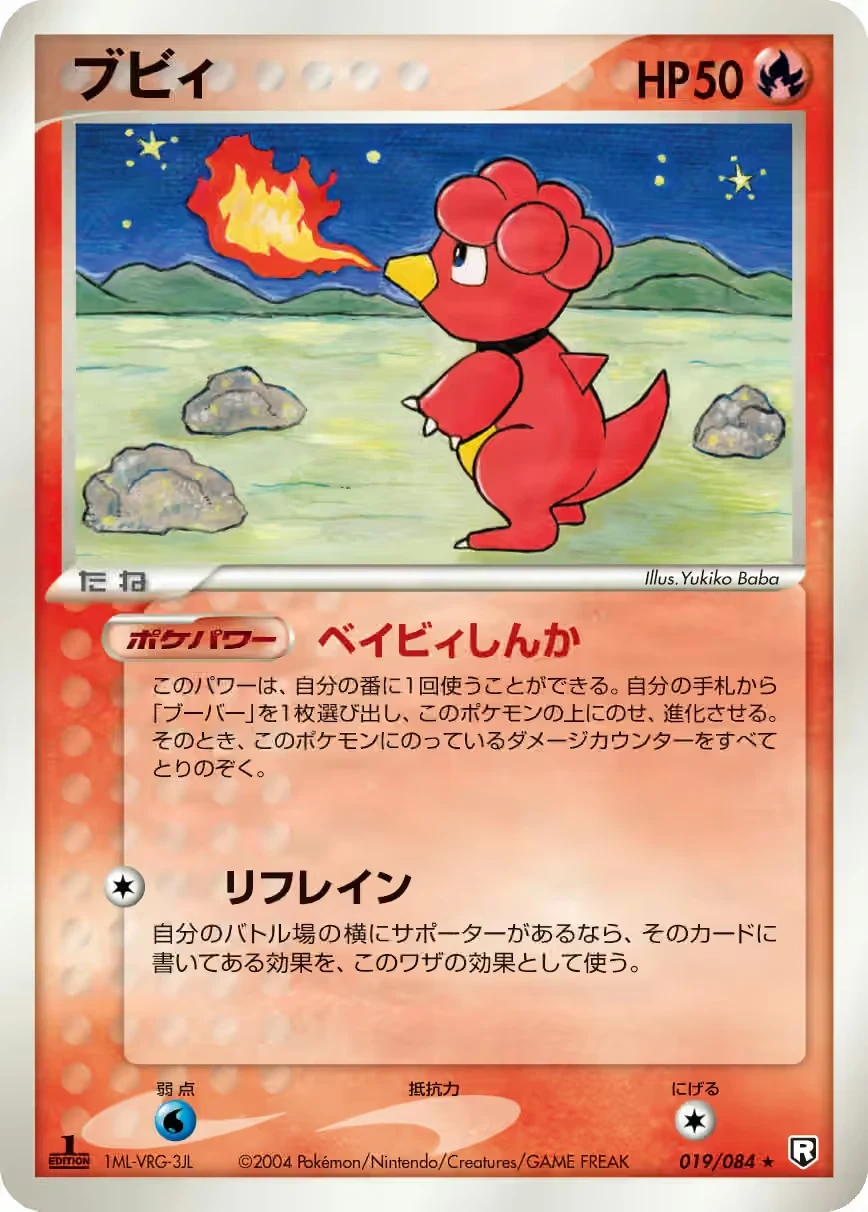 ブビィ HP50
たね Illus.Yukiko Baba
ポケパワー ベイビィしんか
このパワーは、自分の番に1回使うことができる。自分の手札から
「ブーバー」を1枚選び出し、このポケモンの上にのせ、進化させる。
そのとき、このポケモンにのっているダメージカウンターをすべて
とりのぞく。
リフレイン
自分のバトル場の横にサポーターがあるなら、そのカードに
書いてある効果を、このワザの効果として使う。
弱点 抵抗力 にげる
1 EDITION 1ML-VRG-3JL ©2004 Pokémon/Nintendo/Creatures/GAME FREAK 019/084 ★ R